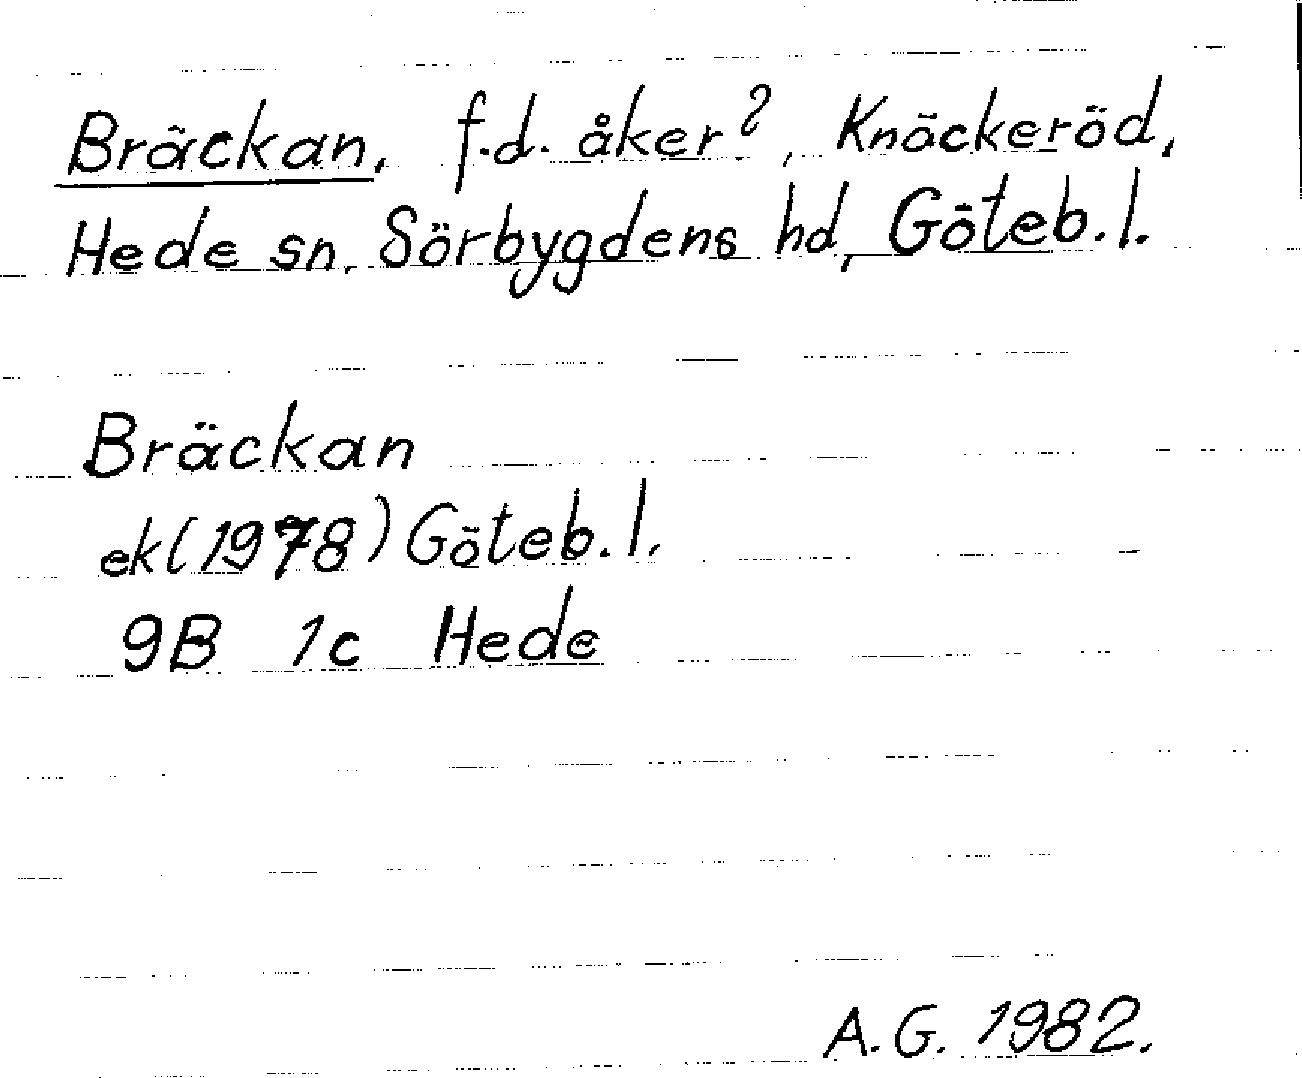 Bräckan, f.d. åker?, Knäckeröd,
Hede sn, Sörbygdens hd, Göteb.l.
Bräckan
ek(1978) Göteb.l.
9B 1c Hede
A.G. 1982.